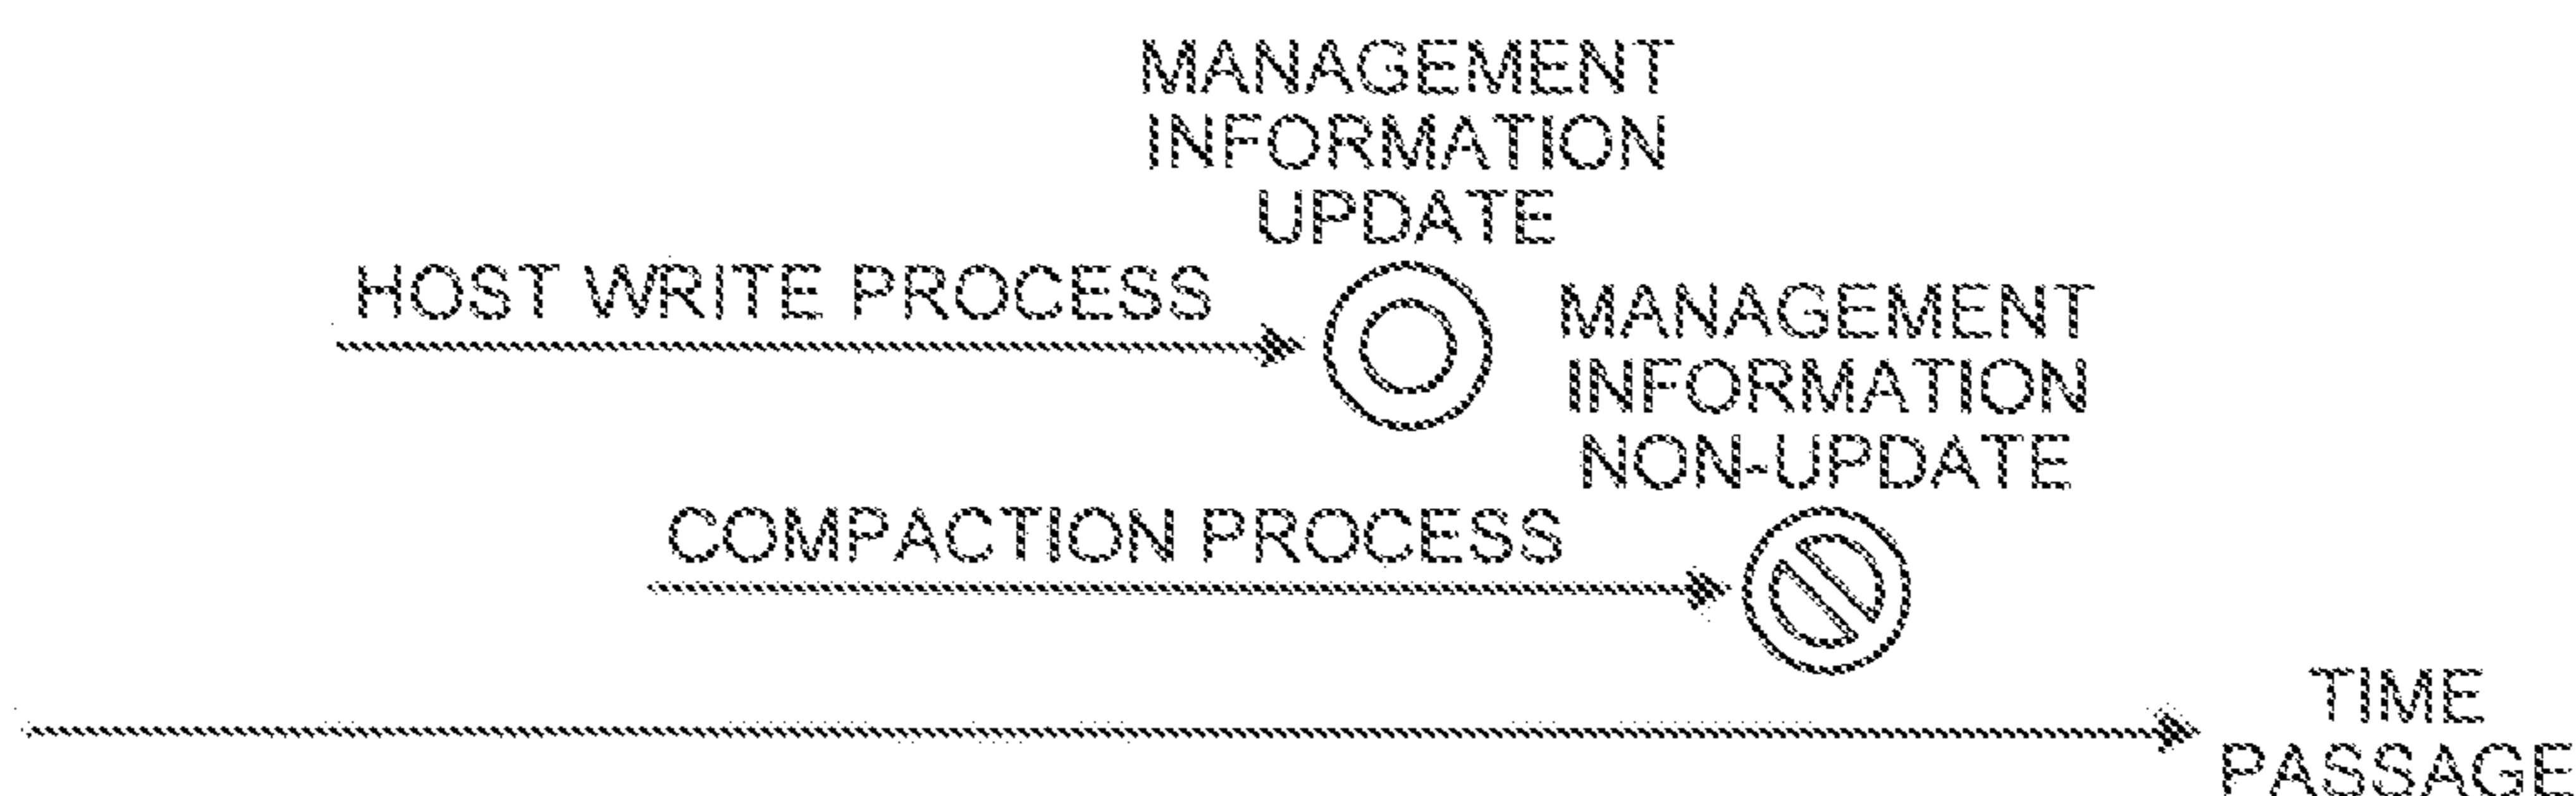 MANAGEMENT
INFORMATION
UPDATE
HOST WRITE PROCESS
MANAGEMENT
INFORMATION
NON-UPDATE
COMPACTION PROCESS
TIME
PASSAGE